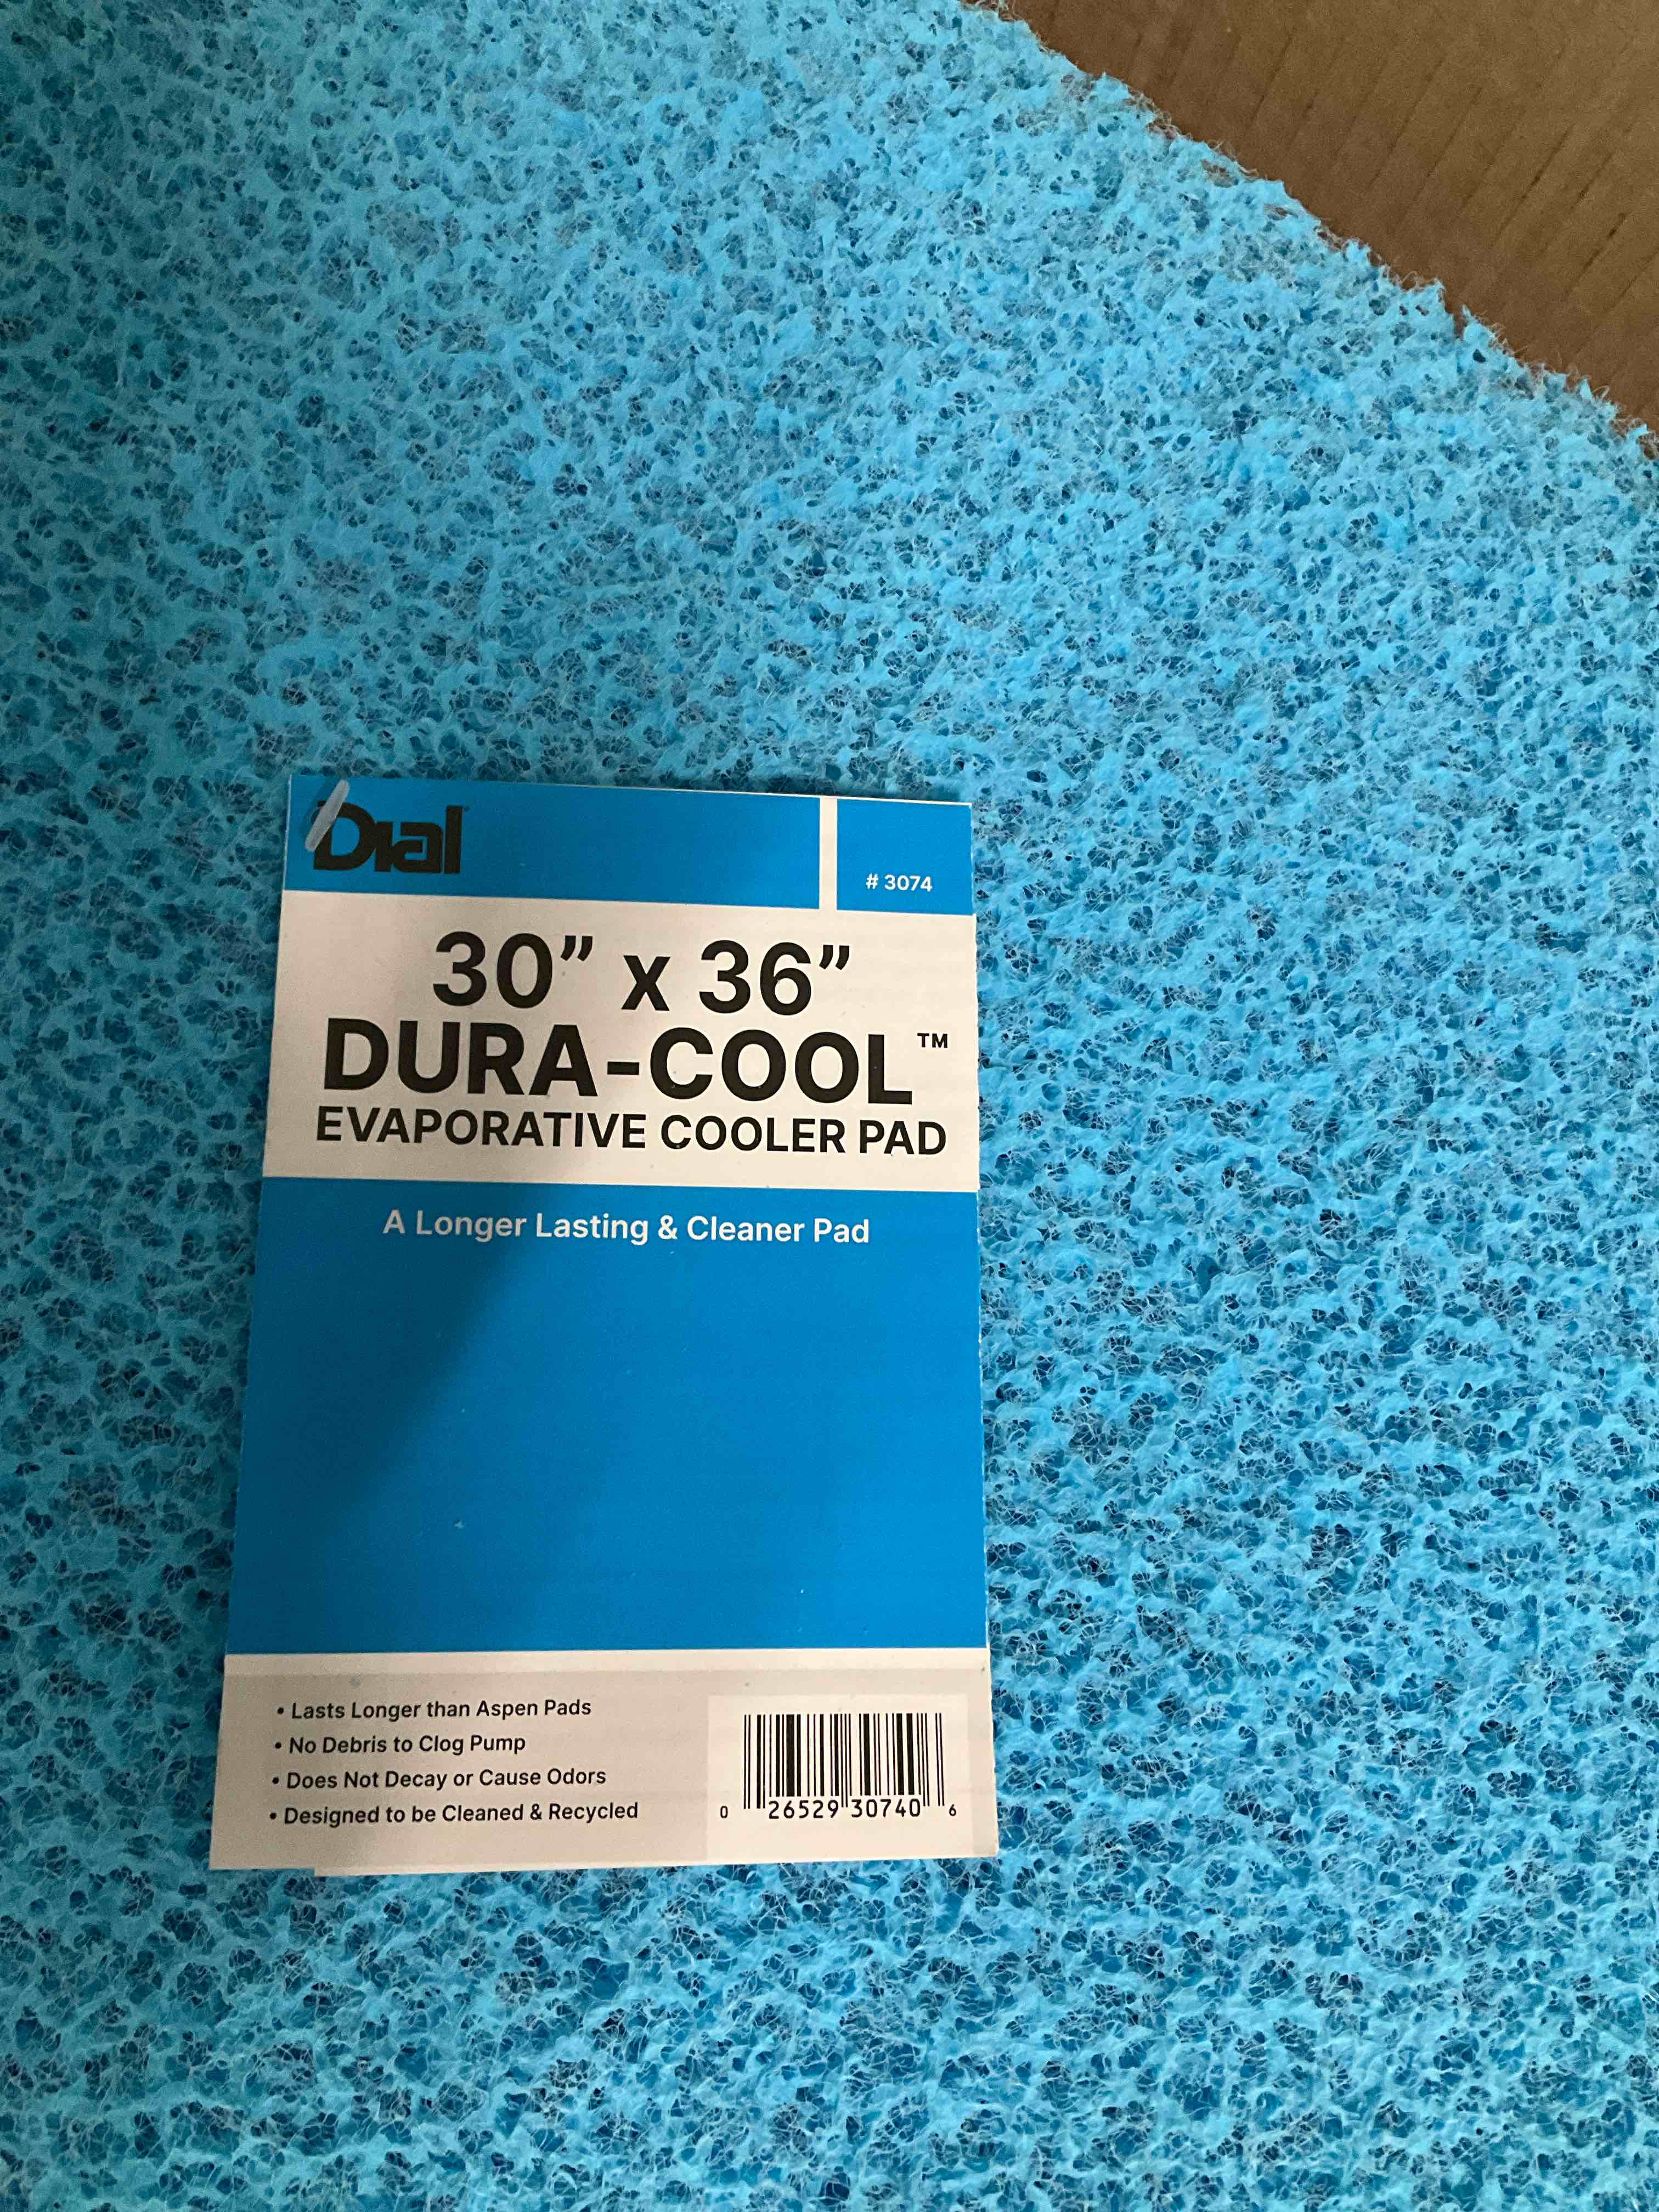 Dial
# 3074
30” x 36”
DURA-COOL™
EVAPORATIVE COOLER PAD
A Longer Lasting & Cleaner Pad
• Lasts Longer than Aspen Pads
• No Debris to Clog Pump
• Does Not Decay or Cause Odors
• Designed to be Cleaned & Recycled
0 26529 30740 6